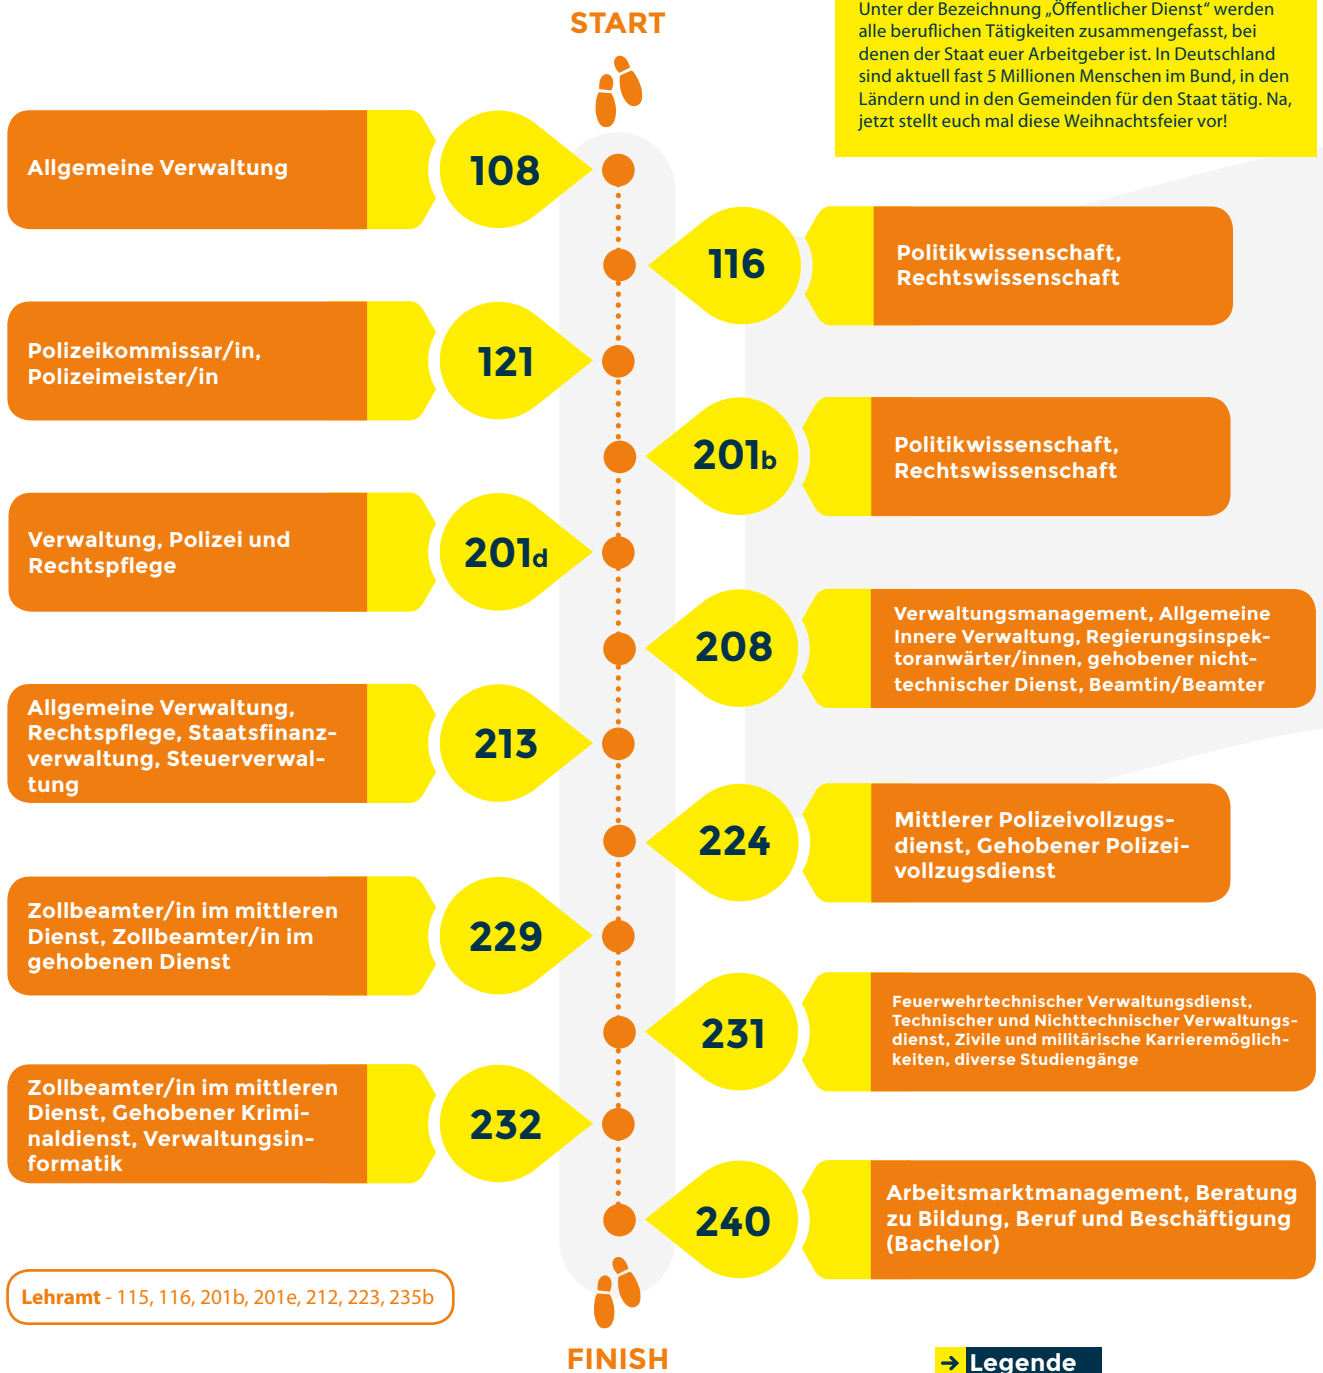 START
Unter der Bezeichnung „Öffentlicher Dienst“ werden
alle beruflichen Tätigkeiten zusammengefasst, bei
denen der Staat euer Arbeitgeber ist. In Deutschland
sind aktuell fast 5 Millionen Menschen im Bund, in den
Ländern und in den Gemeinden für den Staat tätig. Na,
jetzt stellt euch mal diese Weihnachtsfeier vor!
Allgemeine Verwaltung
108
116
Politikwissenschaft,
Rechtswissenschaft
Polizeikommissar/in,
Polizeimeister/in
121
201b
Politikwissenschaft,
Rechtswissenschaft
Verwaltung, Polizei und
Rechtspflege
201d
208
Verwaltungsmanagement, Allgemeine
Innere Verwaltung, Regierungsinspek-
toranwärter/innen, gehobener nicht-
technischer Dienst, Beamtin/Beamter
Allgemeine Verwaltung,
Rechtspflege, Staatsfinanz-
verwaltung, Steuerverwal-
tung
213
224
Mittlerer Polizeivollzugs-
dienst, Gehobener Polizei-
vollzugsdienst
Zollbeamter/in im mittleren
Dienst, Zollbeamter/in im
gehobenen Dienst
229
231
Feuerwehrtechnischer Verwaltungsdienst,
Technischer und Nichttechnischer Verwaltungs-
dienst, Zivile und militärische Karrieremöglich-
keiten, diverse Studiengänge
Zollbeamter/in im mittleren
Dienst, Gehobener Krimi-
naldienst, Verwaltungsin-
formatik
232
240
Arbeitsmarktmanagement, Beratung
zu Bildung, Beruf und Beschäftigung
(Bachelor)
Lehramt - 115, 116, 201b, 201e, 212, 223, 235b
FINISH
→ Legende